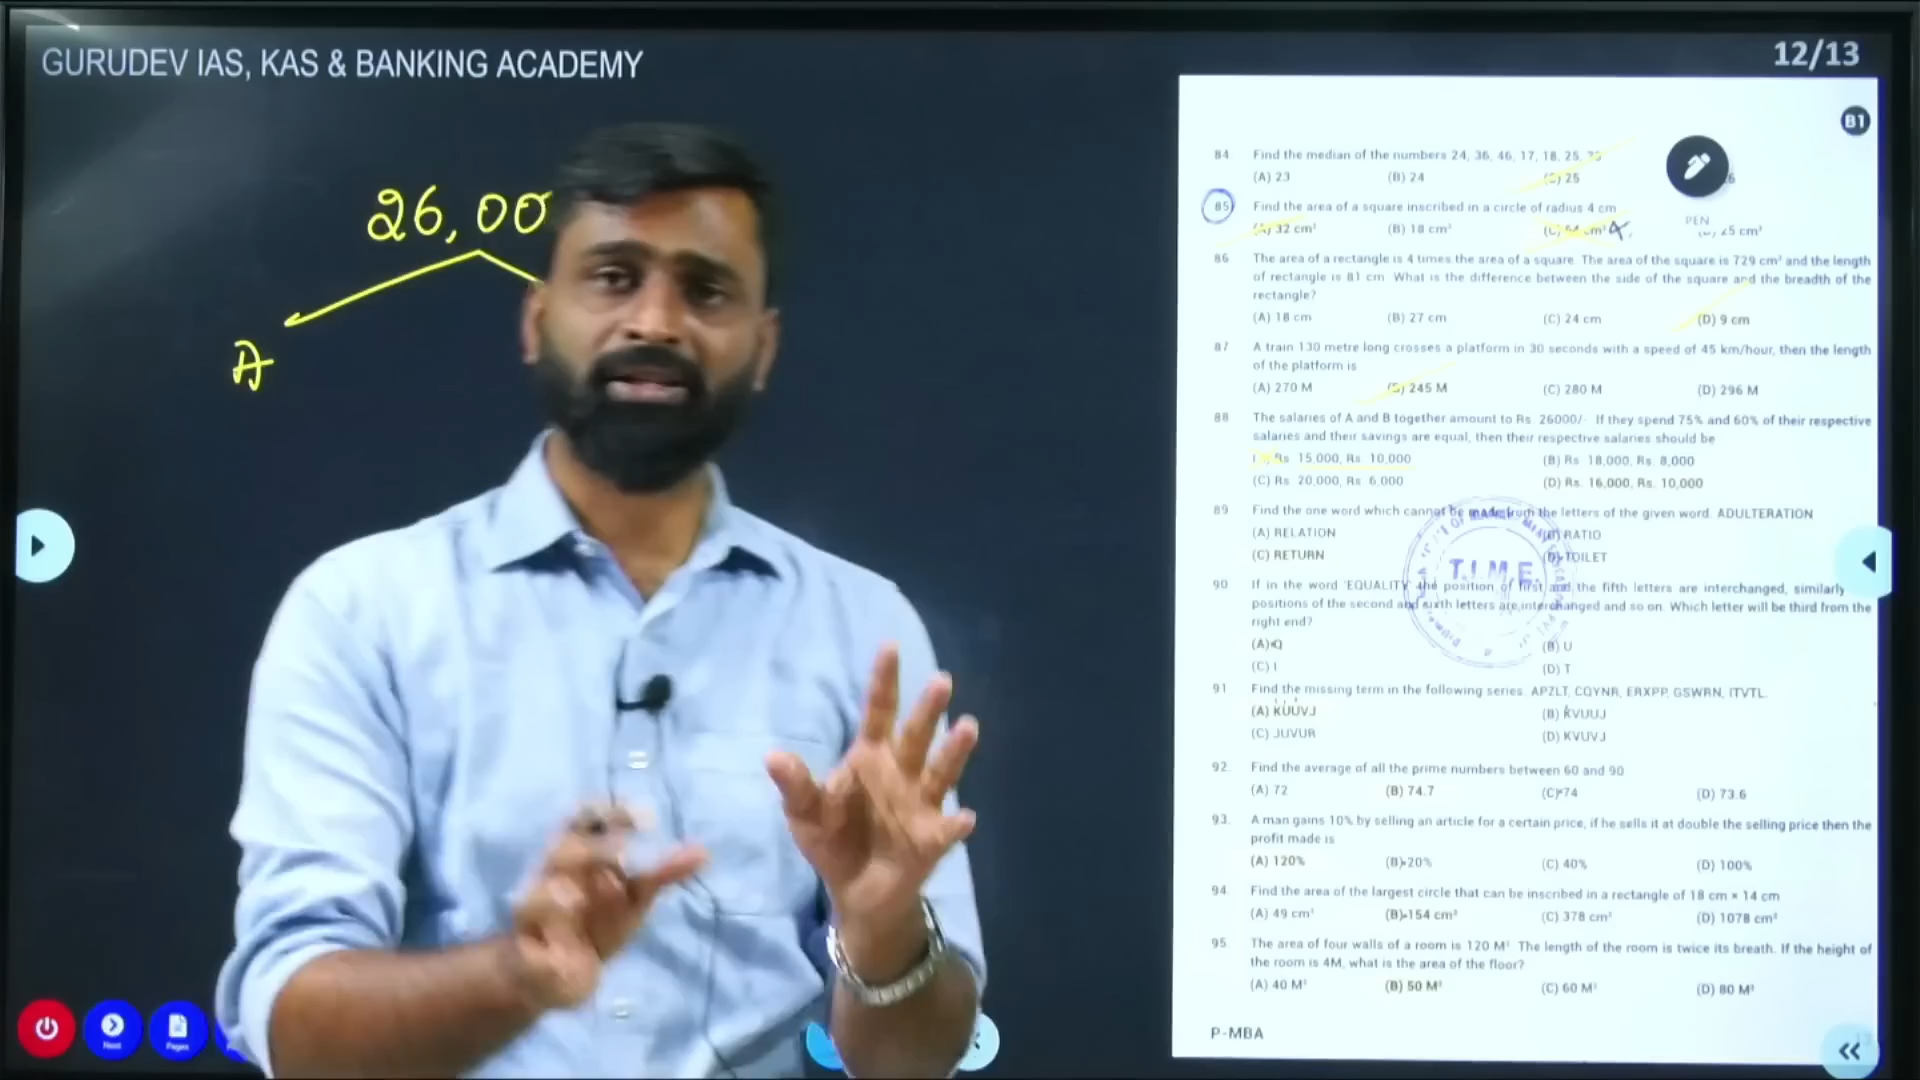 GURUDEV IAS, KAS & BANKING ACADEMY
12/13
B1
26,00
A
PEN
84 Find the median of the numbers 24, 36, 46, 17, 18, 25,
(A) 23 (B) 24 (C) 25
85 Find the area of a square inscribed in a circle of radius 4 cm
(A) 32 cm² (B) 18 cm² (C) 64 cm² 25 cm²
86 The area of a rectangle is 4 times the area of a square. The area of the square is 729 cm² and the length
of rectangle is 81 cm. What is the difference between the side of the square and the breadth of the
rectangle?
(A) 18 cm (B) 27 cm (C) 24 cm (D) 9 cm
87 A train 130 metre long crosses a platform in 30 seconds with a speed of 45 km/hour, then the length
of the platform is
(A) 270 M (B) 245 M (C) 280 M (D) 296 M
88 The salaries of A and B together amount to Rs. 26000/- If they spend 75% and 60% of their respective
salaries and their savings are equal, then their respective salaries should be
Rs 15,000, Rs. 10,000 (B) Rs 18,000, Rs. 8,000
(C) Rs 20,000, Rs 6,000 (D) Rs. 16,000, Rs. 10,000
89 Find the one word which cannot be made from the letters of the given word ADULTERATION
(A) RELATION (B) RATIO
(C) RETURN (D) TOILET
T.I.M.E.
90 If in the word 'EQUALITY' the position of first and the fifth letters are interchanged, similarly
positions of the second and sixth letters are interchanged and so on. Which letter will be third from the
right end?
(A) Q (B) U
(C) I (D) T
91 Find the missing term in the following series. APZLT, CQYNR, ERXPP, GSWRN, ITVTL.
(A) KUUVJ (B) KVUUJ
(C) JUVUR (D) KVUVJ
92. Find the average of all the prime numbers between 60 and 90
(A) 72 (B) 74.7 (C) 74 (D) 73.6
93. A man gains 10% by selling an article for a certain price, if he sells it at double the selling price then the
profit made is
(A) 120% (B) 20% (C) 40% (D) 100%
94. Find the area of the largest circle that can be inscribed in a rectangle of 18 cm × 14 cm
(A) 49 cm² (B) 154 cm² (C) 378 cm² (D) 1078 cm²
95. The area of four walls of a room is 120 M² The length of the room is twice its breath. If the height of
the room is 4M, what is the area of the floor?
(A) 40 M² (B) 50 M² (C) 60 M² (D) 80 M²
P-MBA
Next
Pages